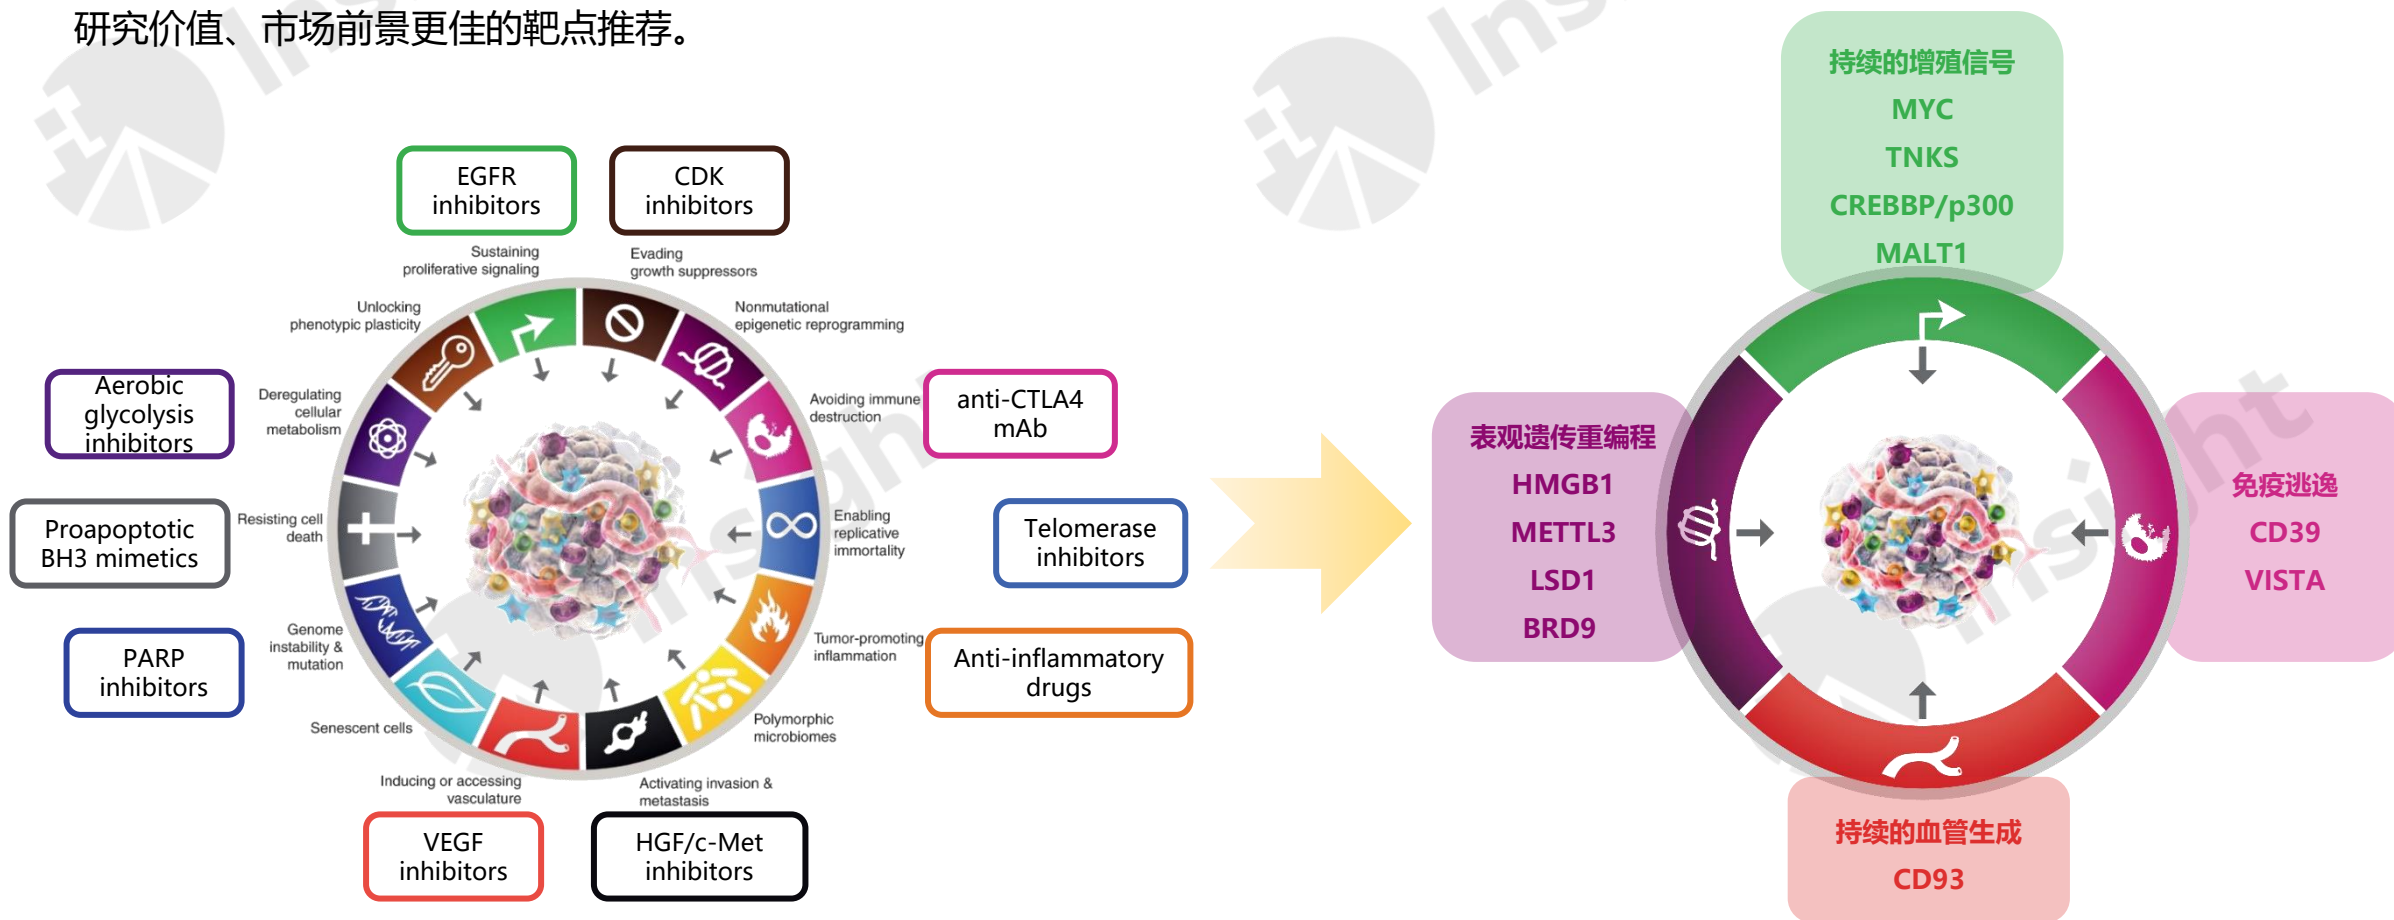 研究价值、市场前景更佳的靶点推荐。
EGFR
inhibitors
CDK
inhibitors
Sustaining
proliferative signaling
Evading
growth suppressors
Unlocking
phenotypic plasticity
Nonmutational
epigenetic reprogramming
Aerobic
glycolysis
inhibitors
Deregulating
cellular
metabolism
Avoiding immune
destruction
anti-CTLA4
mAb
Proapoptotic
BH3 mimetics
Resisting cell
death
Enabling
replicative
immortality
Telomerase
inhibitors
PARP
inhibitors
Genome
instability &
mutation
Tumor-promoting
inflammation
Anti-inflammatory
drugs
Senescent cells
Polymorphic
microbiomes
Inducing or accessing
vasculature
Activating invasion &
metastasis
VEGF
inhibitors
HGF/c-Met
inhibitors
持续的增殖信号
MYC
TNKS
CREBBP/p300
MALT1
表观遗传重编程
HMGB1
METTL3
LSD1
BRD9
免疫逃逸
CD39
VISTA
持续的血管生成
CD93
Insight
Insight